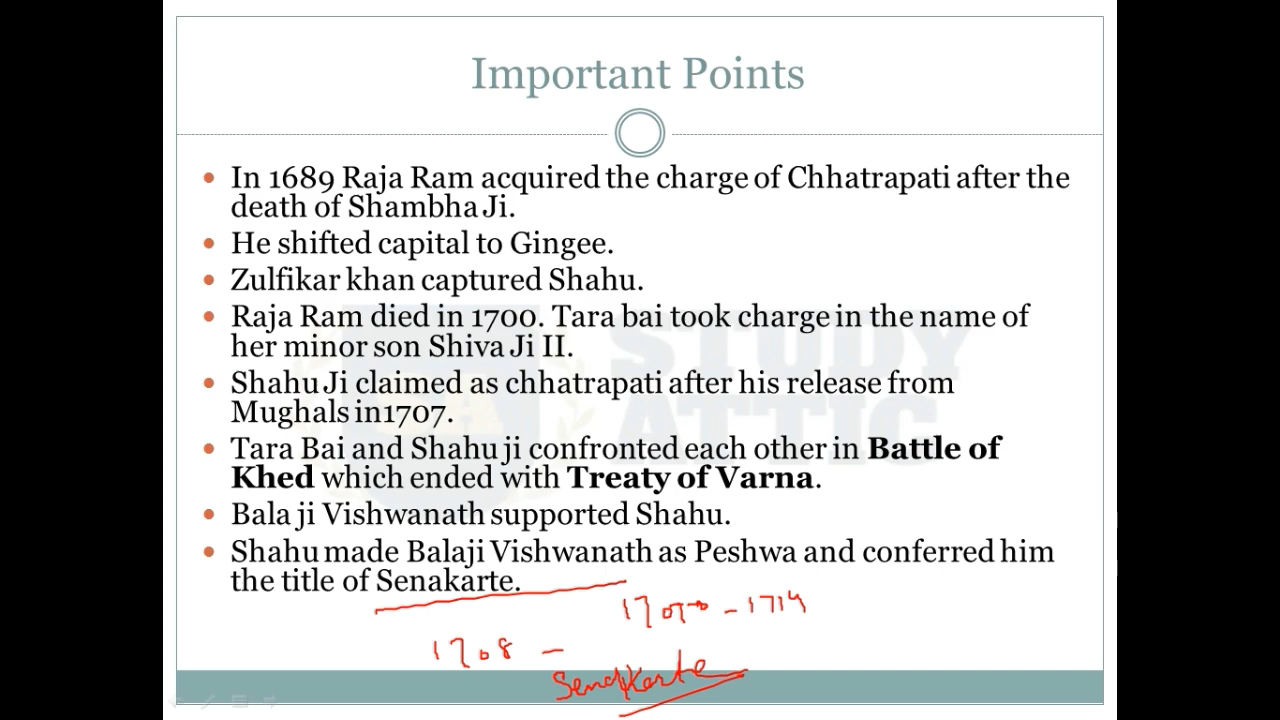 Important Points
• In 1689 Raja Ram acquired the charge of Chhatrapati after the
death of Shambha Ji.
• He shifted capital to Gingee.
• Zulfikar khan captured Shahu.
• Raja Ram died in 1700. Tara bai took charge in the name of
her minor son Shiva Ji II.
• Shahu Ji claimed as chhatrapati after his release from
Mughals in1707.
• Tara Bai and Shahu ji confronted each other in Battle of
Khed which ended with Treaty of Varna.
• Bala ji Vishwanath supported Shahu.
• Shahu made Balaji Vishwanath as Peshwa and conferred him
the title of Senakarte.
- 1714
1708 -
SenaKarte
STUDY
ATTIC